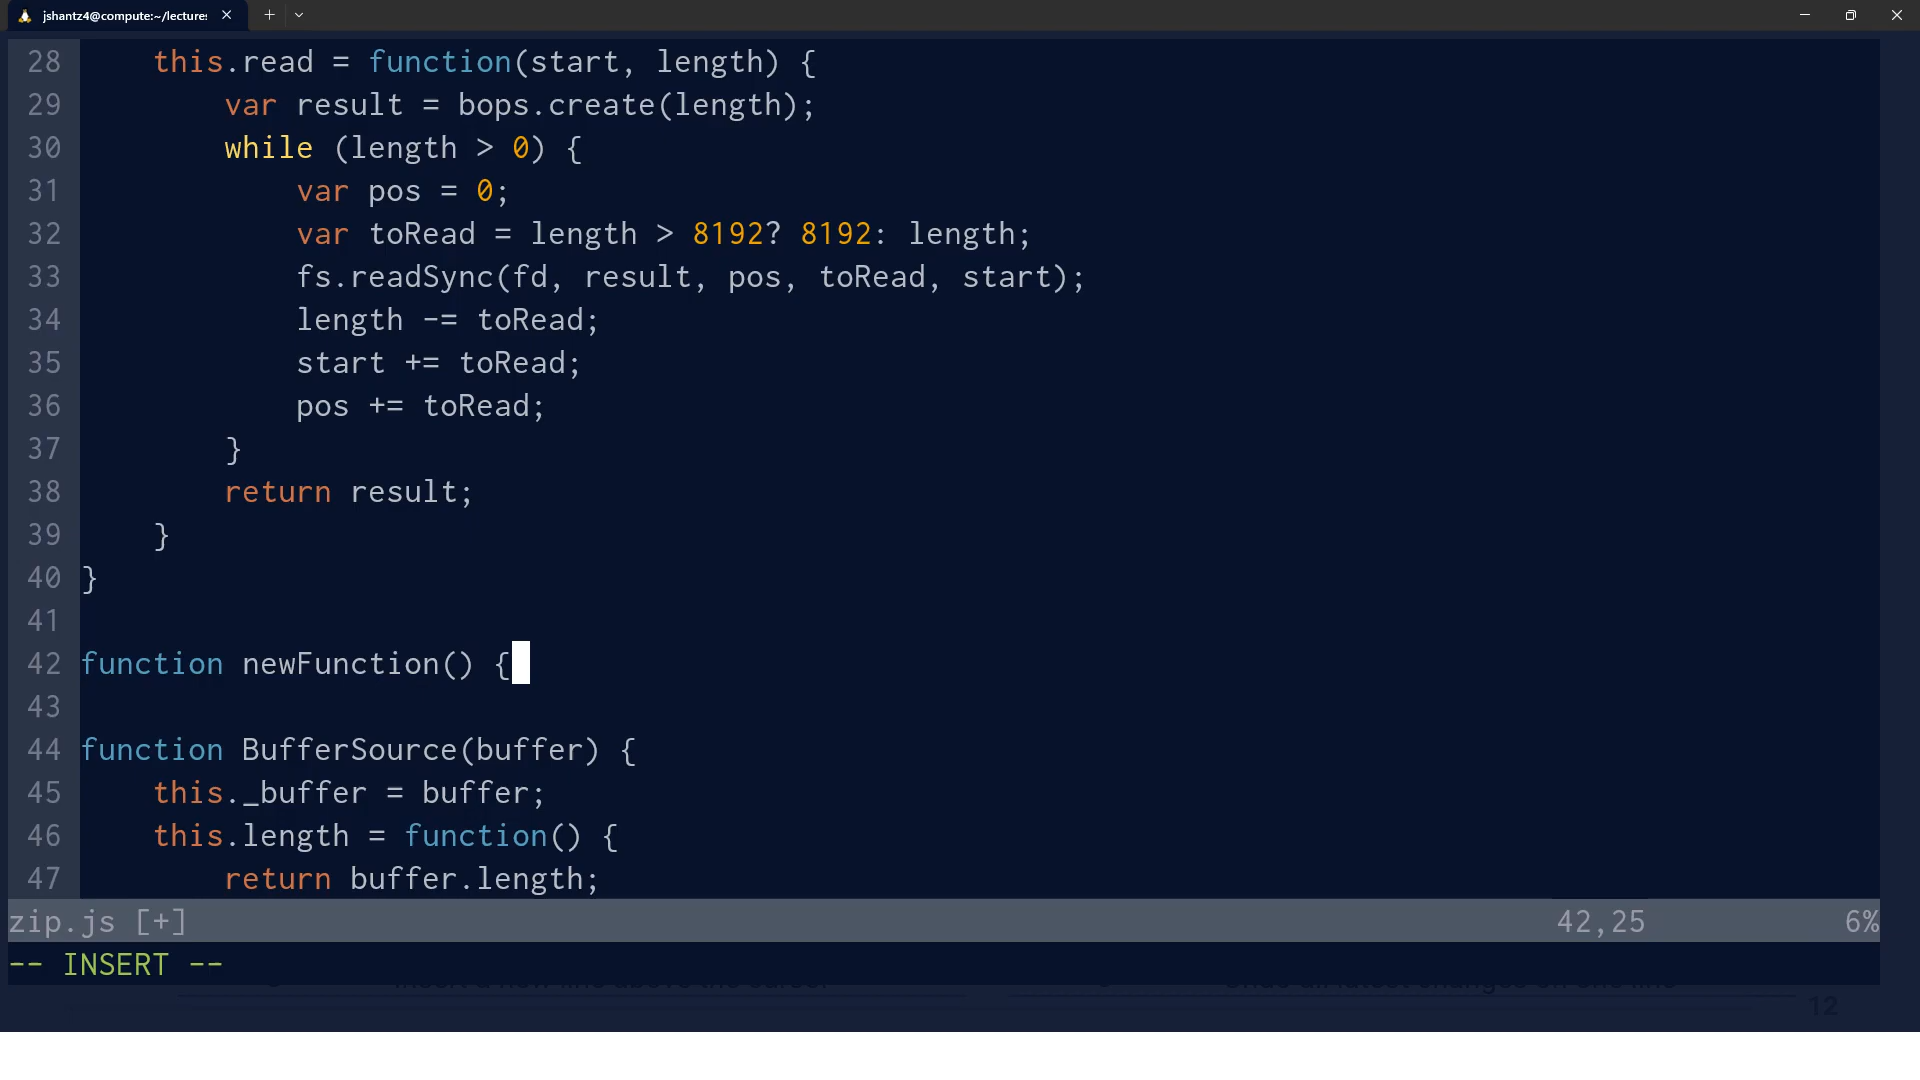 jshantz4@compute:~/lectures
28     this.read = function(start, length) {
29         var result = bops.create(length);
30         while (length > 0) {
31             var pos = 0;
32             var toRead = length > 8192? 8192: length;
33             fs.readSync(fd, result, pos, toRead, start);
34             length -= toRead;
35             start += toRead;
36             pos += toRead;
37         }
38         return result;
39     }
40 }
41
42 function newFunction() {
43
44 function BufferSource(buffer) {
45     this._buffer = buffer;
46     this.length = function() {
47         return buffer.length;
zip.js [+] 42,25 6%
-- INSERT --
12